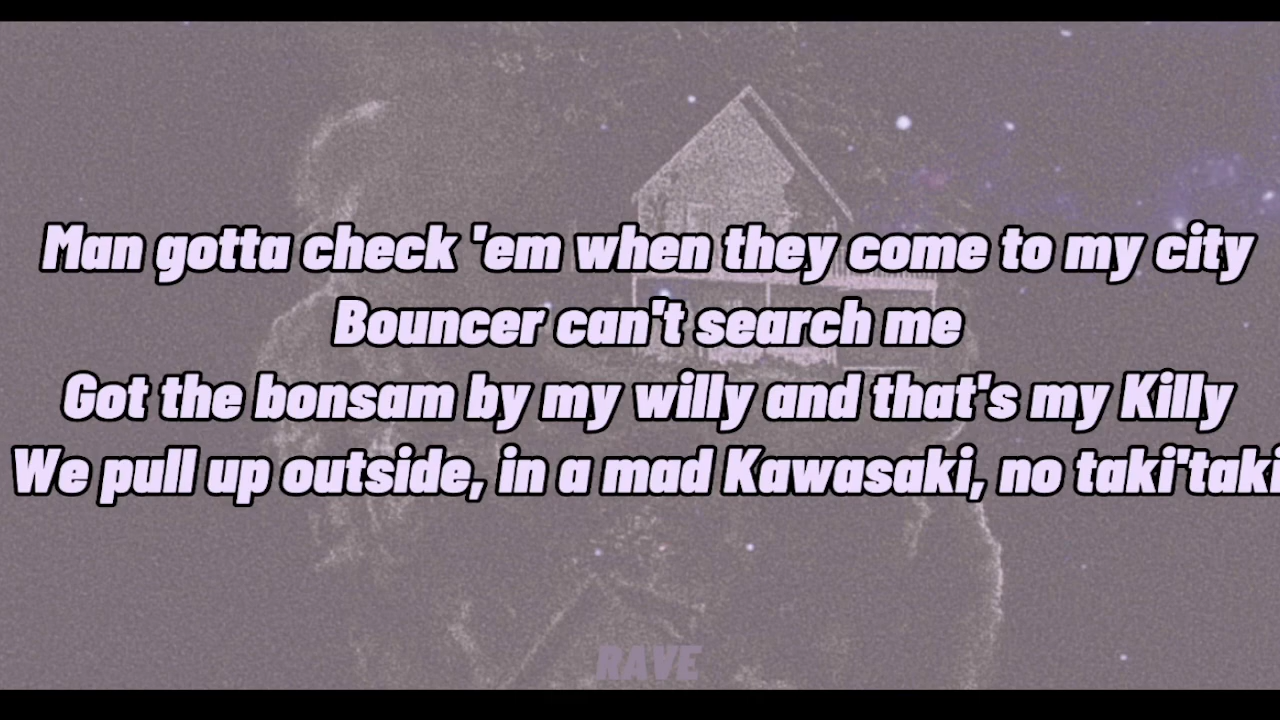 Man gotta check 'em when they come to my city
Bouncer can't search me
Got the bonsam by my willy and that's my Killy
We pull up outside, in a mad Kawasaki, no taki'taki
RAVE